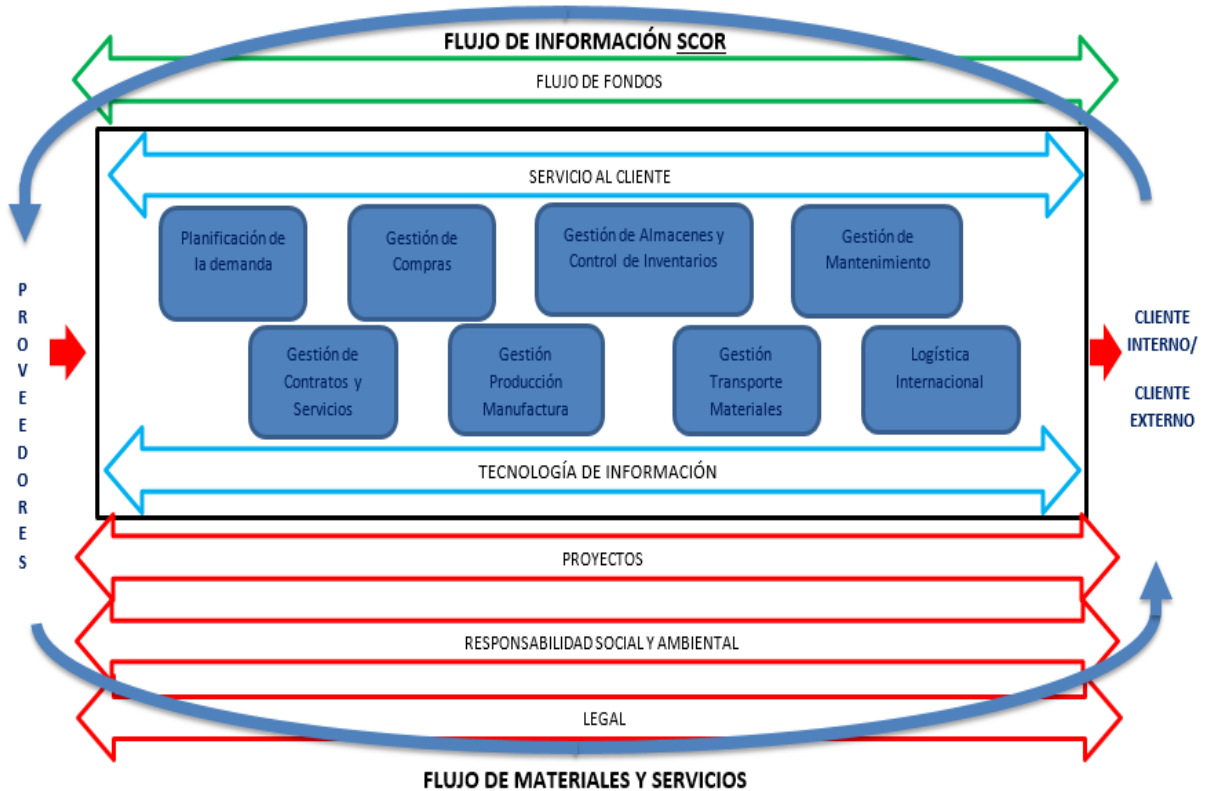 FLUJO DE INFORMACIÓN SCOR
FLUJO DE FONDOS
SERVICIO AL CLIENTE
Planificación de
la demanda
Gestión de
Compras
Gestión de Almacenes y
Control de Inventarios
Gestión de
Mantenimiento
PROVEEDORES
Gestión de
Contratos y
Servicios
Gestión
Producción
Manufactura
Gestión
Transporte
Materiales
Logística
Internacional
CLIENTE
INTERNO/
CLIENTE
EXTERNO
TECNOLOGÍA DE INFORMACIÓN
PROYECTOS
RESPONSABILIDAD SOCIAL Y AMBIENTAL
LEGAL
FLUJO DE MATERIALES Y SERVICIOS